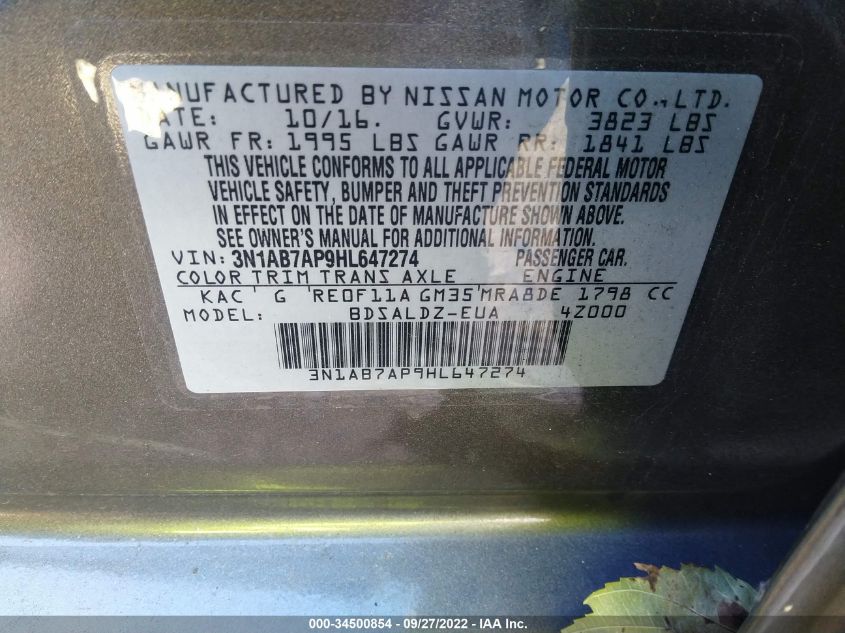 MANUFACTURED BY NISSAN MOTOR CO., LTD.
DATE: 10/16. GVWR: 3823 LBS
GAWR FR: 1995 LBS GAWR RR: 1841 LBS
THIS VEHICLE CONFORMS TO ALL APPLICABLE FEDERAL MOTOR
VEHICLE SAFETY, BUMPER AND THEFT PREVENTION STANDARDS
IN EFFECT ON THE DATE OF MANUFACTURE SHOWN ABOVE.
SEE OWNER'S MANUAL FOR ADDITIONAL INFORMATION.
VIN: 3N1AB7AP9HL647274 PASSENGER CAR.
COLOR TRIM TRANS AXLE ENGINE
KAC ' G 'RE0F11A GM35'MRA8DE 1798 CC
MODEL: BDSALDZ-EUA 4Z000
3N1AB7AP9HL647274
000-34500854 - 09/27/2022 - IAA Inc.